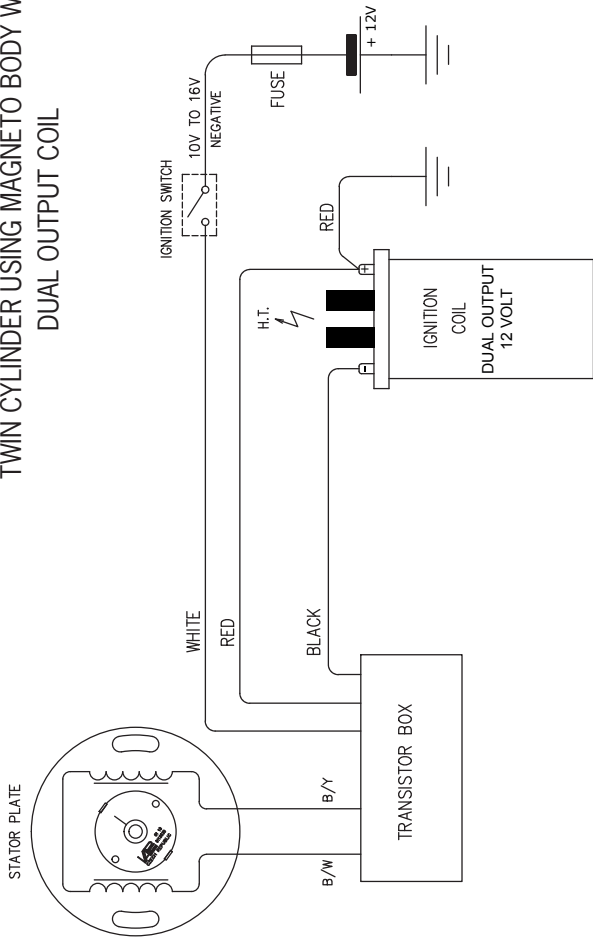 TWIN CYLINDER USING MAGNETO BODY W
DUAL OUTPUT COIL
STATOR PLATE
B/W
B/Y
TRANSISTOR BOX
WHITE
RED
BLACK
IGNITION SWITCH
10V TO 16V
NEGATIVE
FUSE
+ 12V
H.T.
RED
+
-
IGNITION
COIL
DUAL OUTPUT
12 VOLT